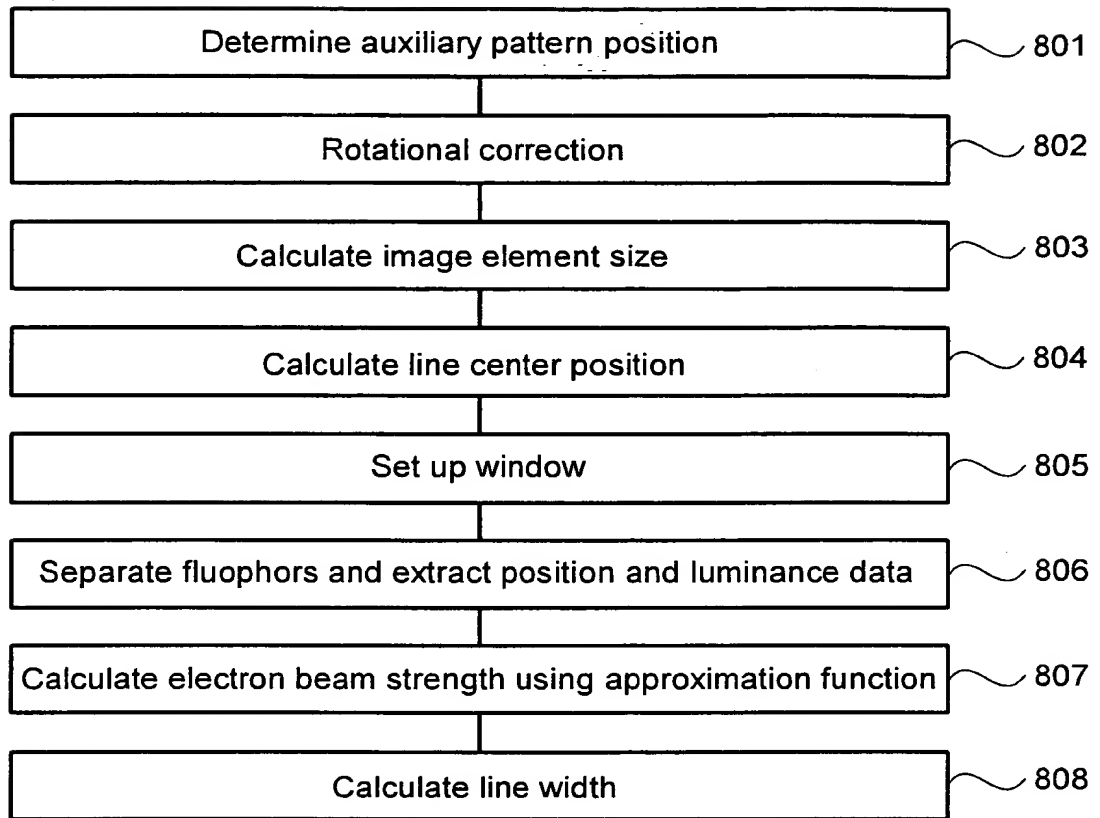 Determine auxiliary pattern position 801
Rotational correction 802
Calculate image element size 803
Calculate line center position 804
Set up window 805
Separate fluophors and extract position and luminance data 806
Calculate electron beam strength using approximation function 807
Calculate line width 808